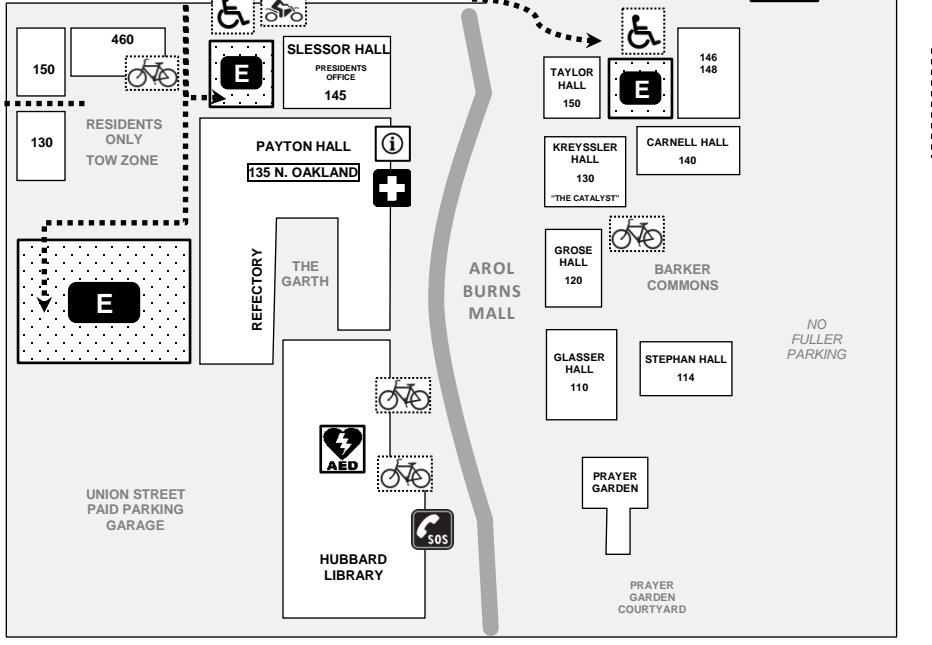 460
150
130
RESIDENTS
ONLY
TOW ZONE
E
SLESSOR HALL
PRESIDENTS
OFFICE
145
PAYTON HALL
135 N. OAKLAND
i
REFECTORY
THE
GARTH
E
UNION STREET
PAID PARKING
GARAGE
AED
SOS
HUBBARD
LIBRARY
AROL
BURNS
MALL
TAYLOR
HALL
150
E
146
148
KREYSSLER
HALL
130
"THE CATALYST"
CARNELL HALL
140
GROSE
HALL
120
BARKER
COMMONS
NO
FULLER
PARKING
GLASSER
HALL
110
STEPHAN HALL
114
PRAYER
GARDEN
PRAYER
GARDEN
COURTYARD